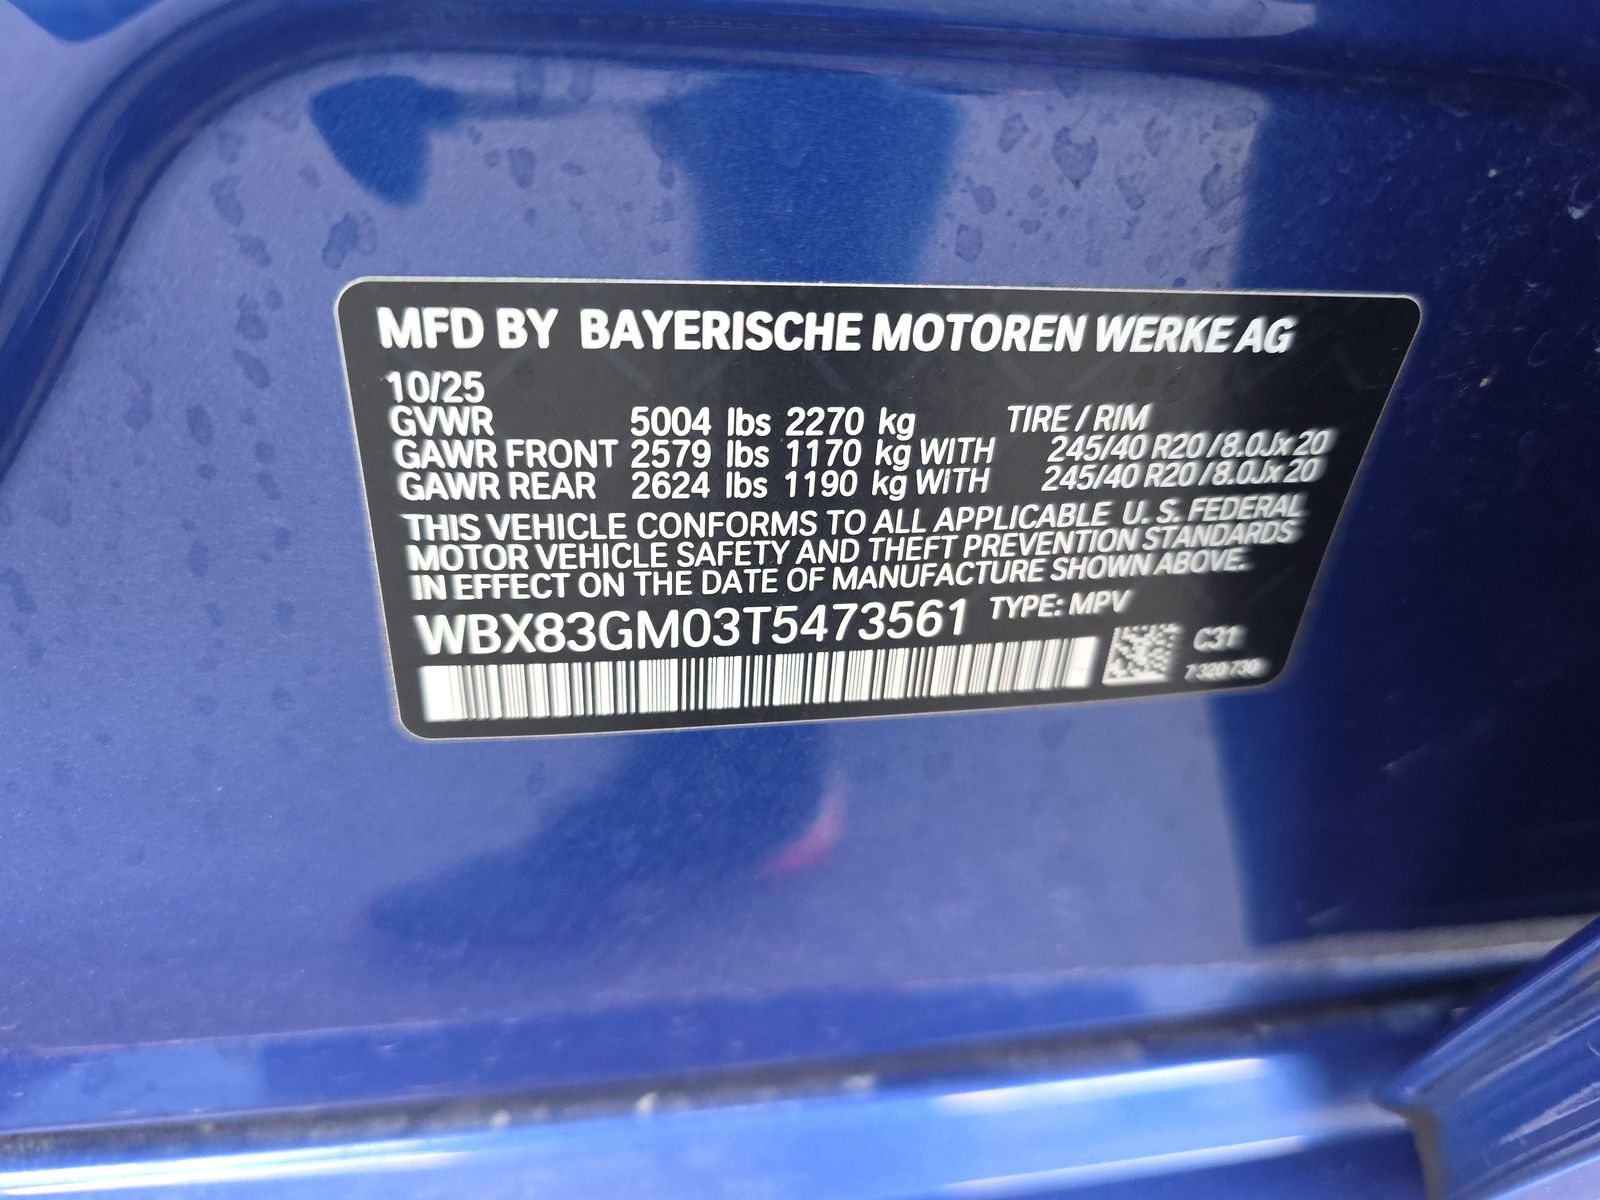 MFD BY BAYERISCHE MOTOREN WERKE AG
10/25
GVWR 5004 lbs 2270 kg TIRE / RIM
GAWR FRONT 2579 lbs 1170 kg WITH 245/40 R20 / 8.0Jx 20
GAWR REAR 2624 lbs 1190 kg WITH 245/40 R20 / 8.0Jx 20
THIS VEHICLE CONFORMS TO ALL APPLICABLE U. S. FEDERAL
MOTOR VEHICLE SAFETY AND THEFT PREVENTION STANDARDS
IN EFFECT ON THE DATE OF MANUFACTURE SHOWN ABOVE.
WBX83GM03T5473561 TYPE: MPV
C31
7 320 730